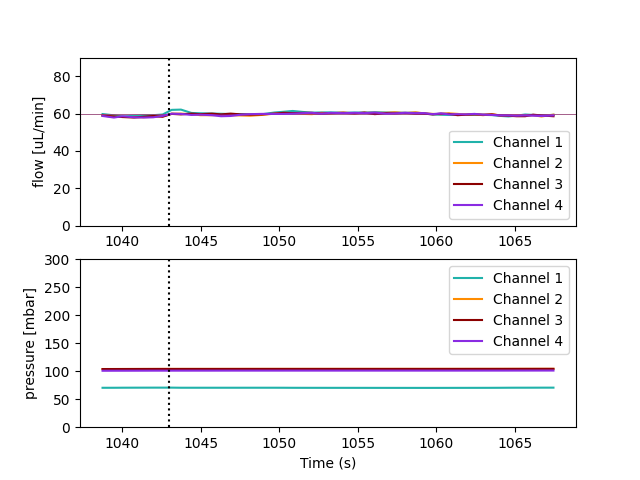 flow [uL/min]
80
60
40
20
0
Channel 1
Channel 2
Channel 3
Channel 4
1040 1045 1050 1055 1060 1065
pressure [mbar]
300
250
200
150
100
50
0
Channel 1
Channel 2
Channel 3
Channel 4
1040 1045 1050 1055 1060 1065
Time (s)